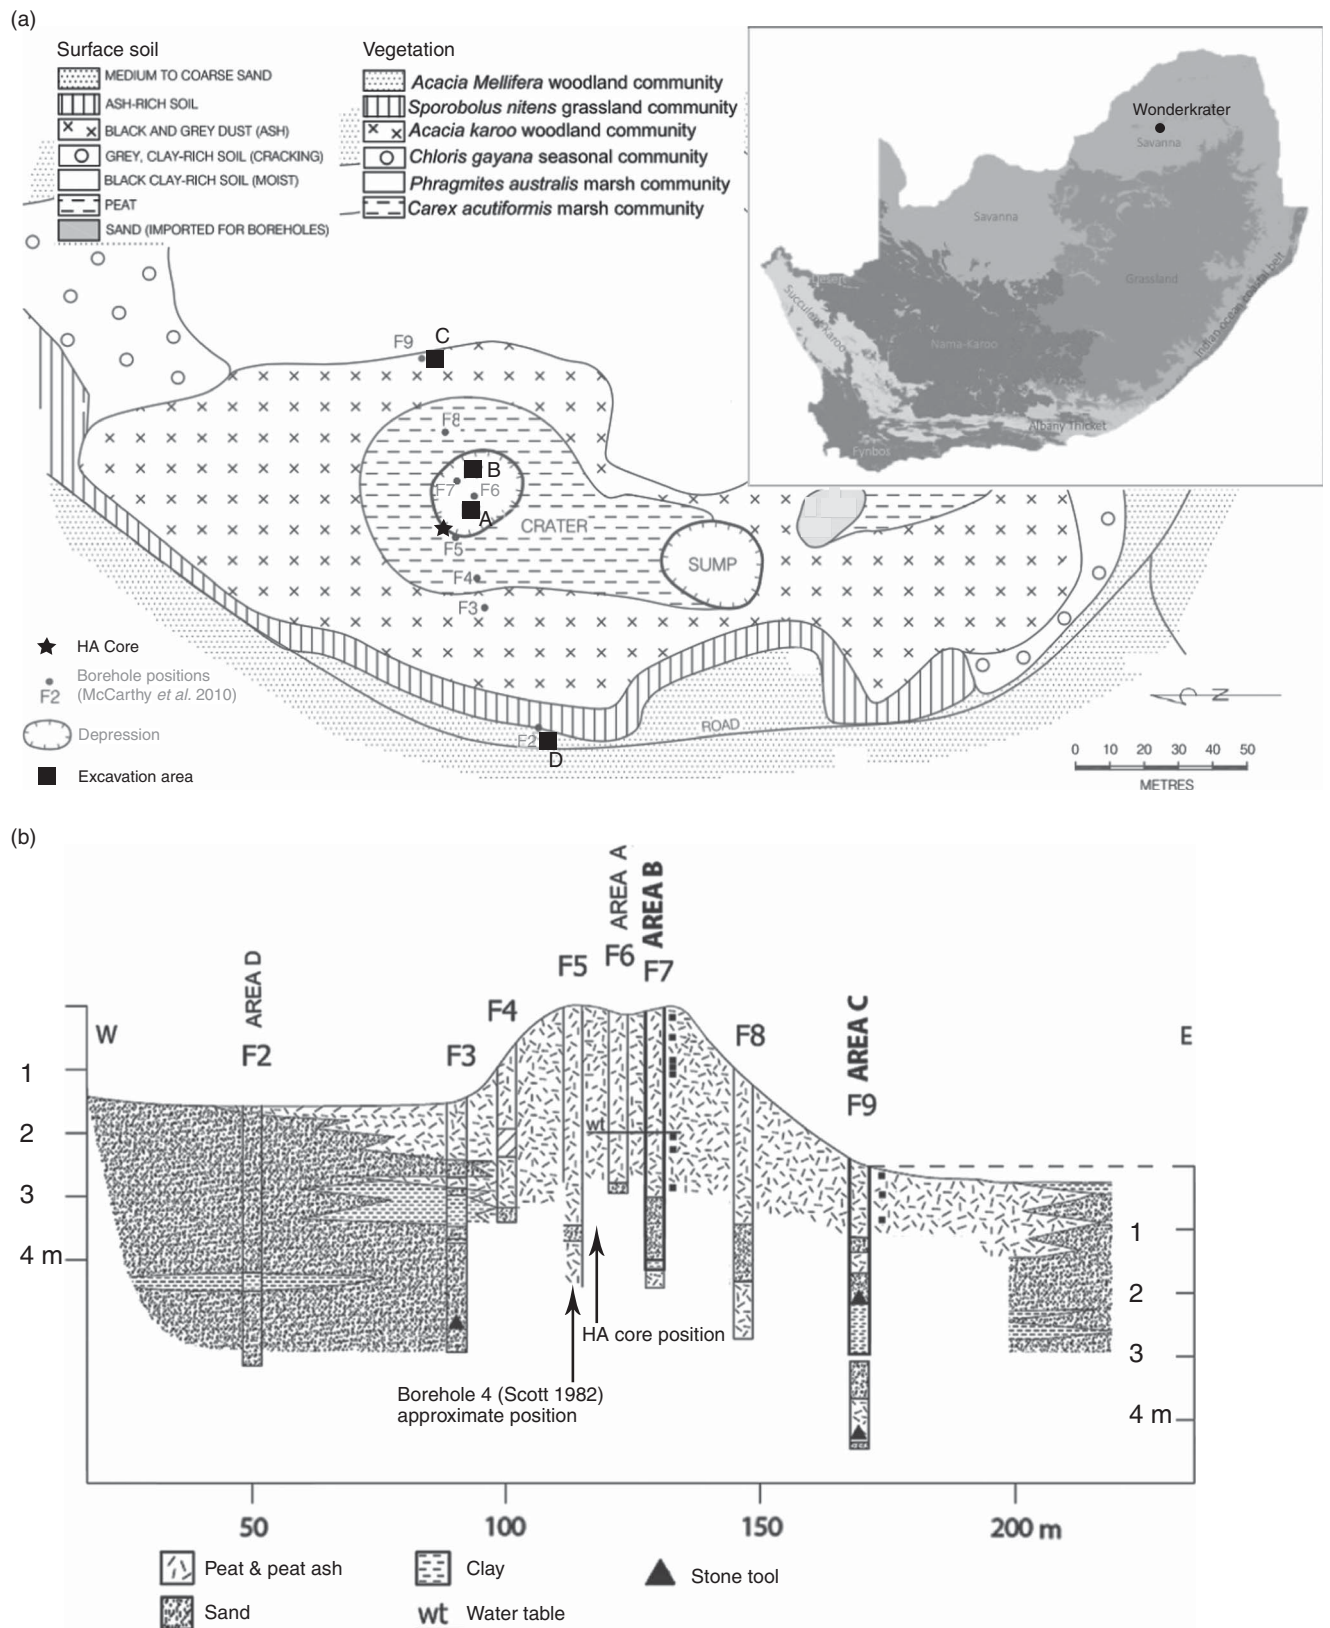 (a)
Surface soil
MEDIUM TO COARSE SAND
ASH-RICH SOIL
BLACK AND GREY DUST (ASH)
GREY, CLAY-RICH SOIL (CRACKING)
BLACK CLAY-RICH SOIL (MOIST)
PEAT
SAND (IMPORTED FOR BOREHOLES)
Vegetation
Acacia Mellifera woodland community
Sporobolus nitens grassland community
Acacia karoo woodland community
Chloris gayana seasonal community
Phragmites australis marsh community
Carex acutiformis marsh community
Wonderkrater
Savanna
Savanna
Grassland
Desert
Succulent Karoo
Nama-Karoo
Indian ocean coastal belt
Albany Thicket
Fynbos
F9
C
F8
B
F7
F6
A
CRATER
F5
F4
F3
SUMP
HA Core
F2
Borehole positions
(McCarthy et al. 2010)
Depression
Excavation area
ROAD
F2
D
N
0 10 20 30 40 50
METRES
(b)
AREA D
AREA A
AREA B
AREA C
W
F2
F3
F4
F5
F6
F7
F8
F9
E
1
2
3
4 m
wt
1
2
3
4 m
HA core position
Borehole 4 (Scott 1982)
approximate position
50 100 150 200 m
Peat & peat ash
Clay
Stone tool
Sand
wt Water table